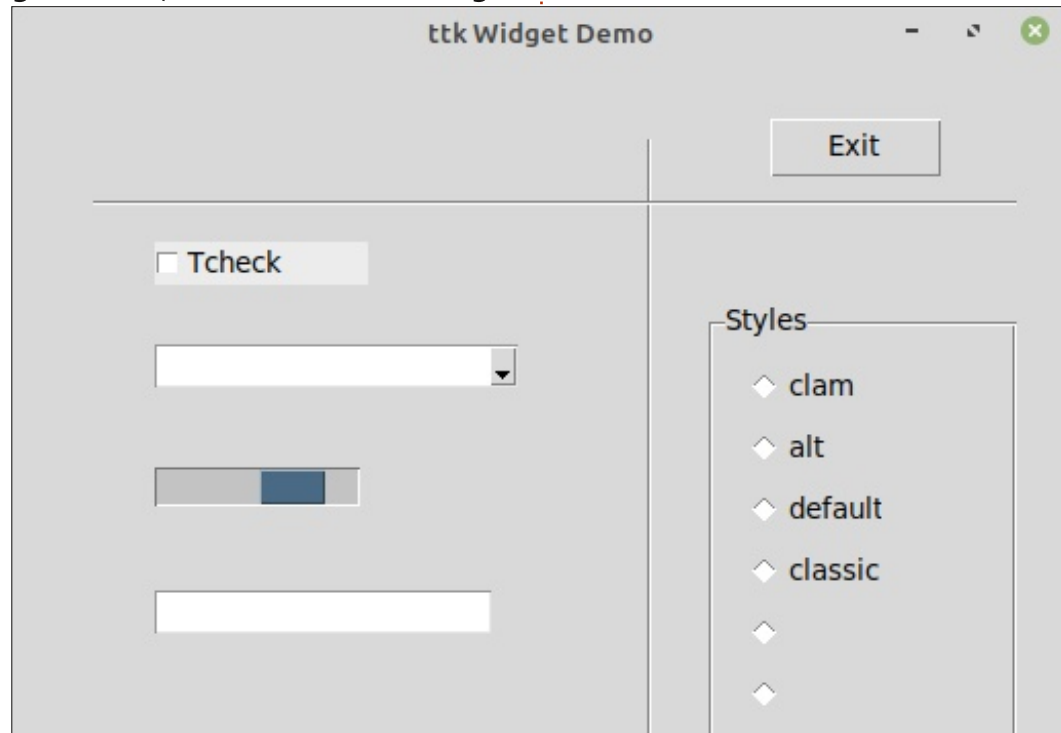 ttk Widget Demo
Exit
Tcheck
Styles
clam
alt
default
classic